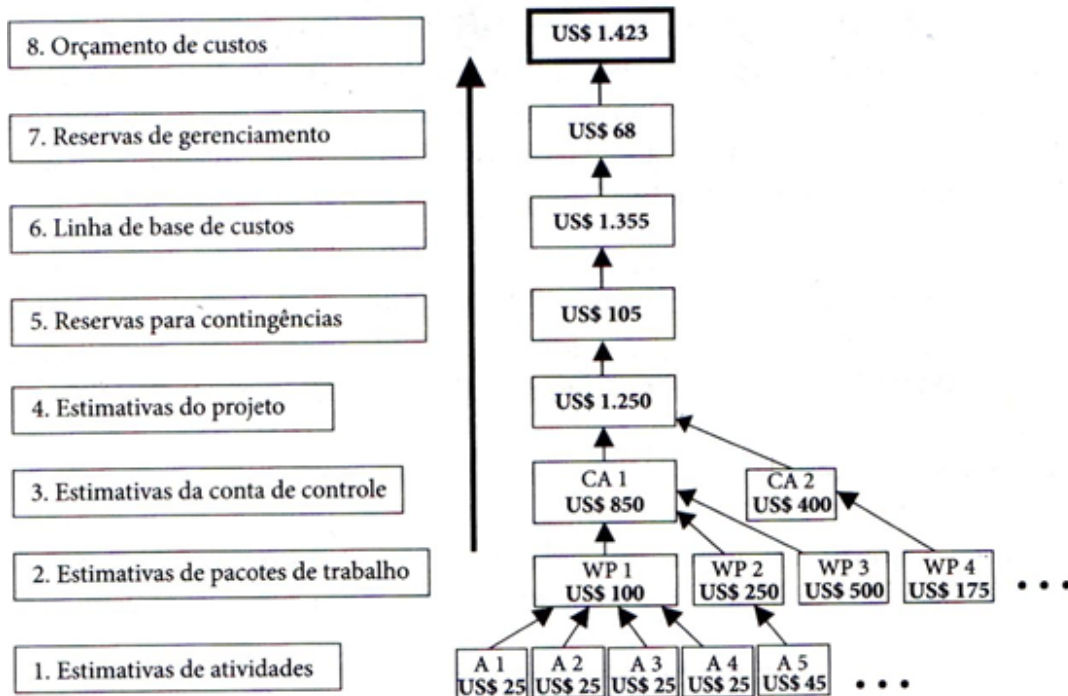 8. Orçamento de custos
US$ 1.423
7. Reservas de gerenciamento
US$ 68
6. Linha de base de custos
US$ 1.355
5. Reservas para contingências
US$ 105
4. Estimativas do projeto
US$ 1.250
3. Estimativas da conta de controle
CA 1
US$ 850
CA 2
US$ 400
2. Estimativas de pacotes de trabalho
WP 1
US$ 100
WP 2
US$ 250
WP 3
US$ 500
WP 4
US$ 175
• • •
1. Estimativas de atividades
A 1
US$ 25
A 2
US$ 25
A 3
US$ 25
A 4
US$ 25
A 5
US$ 45
• • •